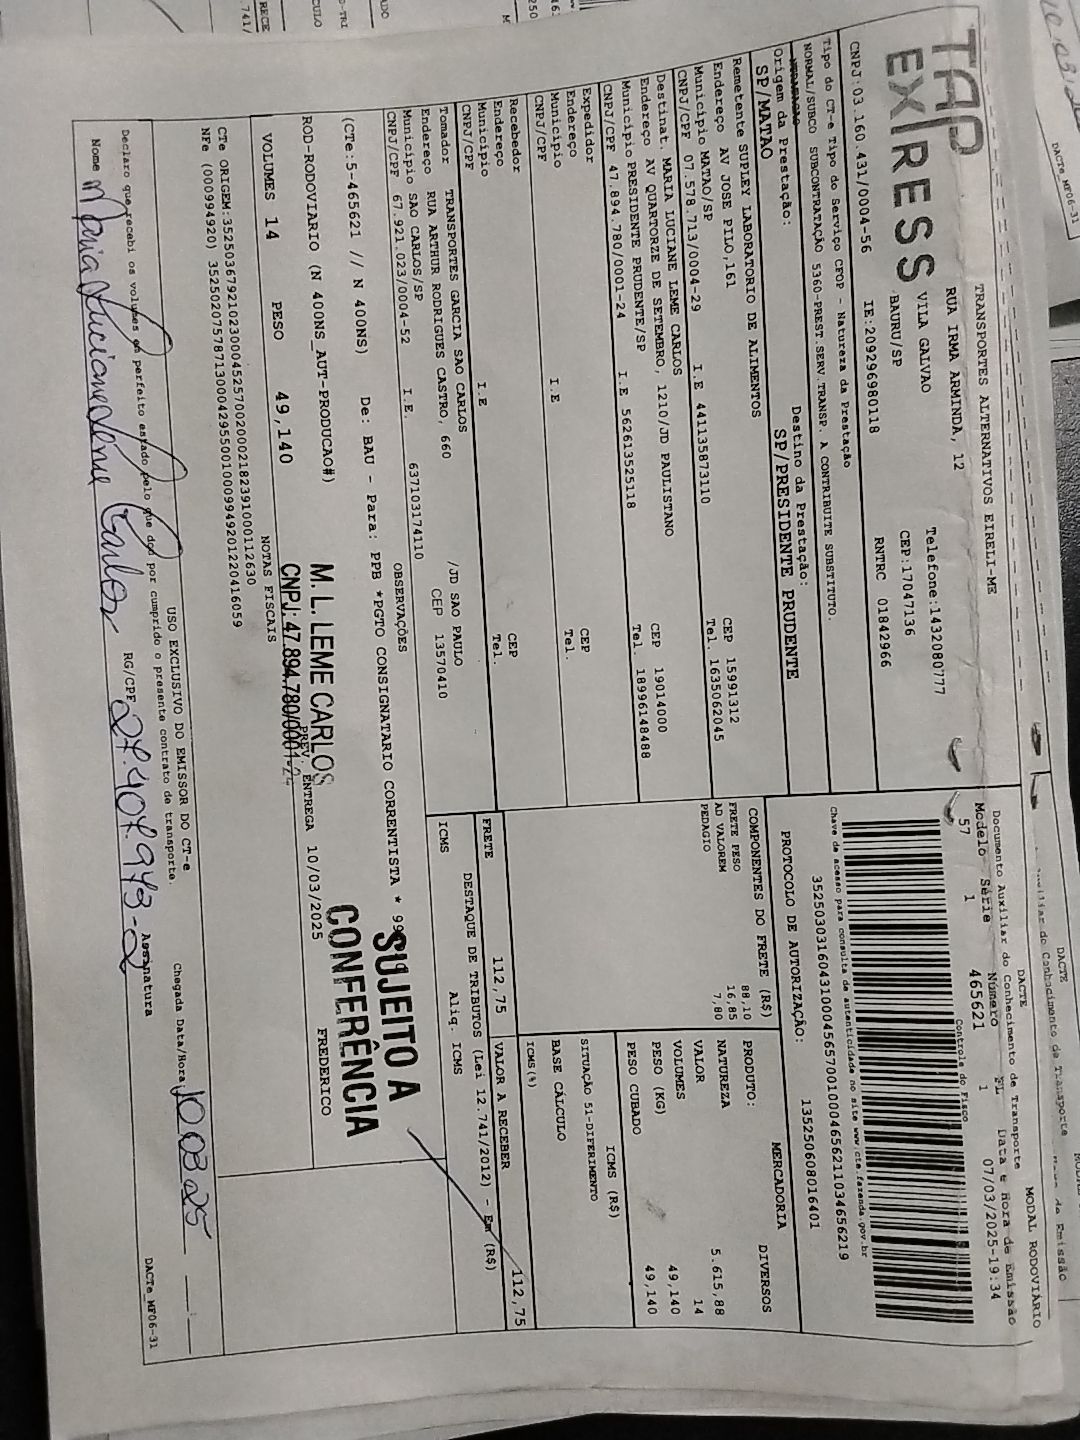 TAP EXPRESS
TRANSPORTES ALTERNATIVOS EIRELI-ME
RUA IRMA ARMINDA, 12
Telefone:1432080777
VILA GALVAO
CEP:17047136
BAURU/SP
RNTRC 01842966
CNPJ:03.160.431/0004-56
IE:209296980118
Tipo do CT-e Tipo do Serviço CFOP - Natureza da Prestação
NORMAL/SUBCO SUBCONTRATAÇÃO 5360-PREST.SERV.TRANSP. A CONTRIBUITE SUBSTITUTO.
Origem da Prestação:
Destino da Prestação:
SP/MATAO
SP/PRESIDENTE PRUDENTE
Remetente SUPLEY LABORATORIO DE ALIMENTOS
Endereço AV JOSE PILO,161
CEP 15991312
Município MATAO/SP
Tel. 1635062045
CNPJ/CPF 07.578.713/0004-29 I.E 441135873110
Destinat. MARIA LUCIANE LEME CARLOS
Endereço AV QUARTORZE DE SETEMBRO, 1210/JD PAULISTANO
CEP 19014000
Município PRESIDENTE PRUDENTE/SP
Tel. 18996148488
CNPJ/CPF 47.894.780/0001-24 I.E 562613525118
Expedidor
Endereço
CEP
Município
Tel.
CNPJ/CPF I.E
Recebedor
Endereço
CEP
Município
Tel.
CNPJ/CPF I.E
Tomador TRANSPORTES GARCIA SAO CARLOS
Endereço RUA ARTHUR RODRIGUES CASTRO, 660 /JD SAO PAULO
Município SAO CARLOS/SP CEP 13570410
CNPJ/CPF 67.921.023/0004-52 I.E. 637103174110
MODAL RODOVIÁRIO
DACTE
Documento Auxiliar do Conhecimento de Transporte
Modelo Série Número FL Data e Hora de Emissão
57 1 465621 1 07/03/2025-19:34
Controle do Fisco
Chave de acesso para consulta de autenticidade no site www.cte.fazenda.gov.br
35250303160431000456570010004656211034656219
PROTOCOLO DE AUTORIZAÇÃO: 135250608016401
COMPONENTES DO FRETE (R$)
FRETE PESO 88,10
AD VALOREM 16,85
PEDAGIO 7,80
MERCADORIA
PRODUTO:
NATUREZA DIVERSOS
VALOR 5.615,88
VOLUMES 14
PESO (KG) 49,140
PESO CUBADO 49,140
ICMS (R$)
SITUAÇÃO 51-DIFERIMENTO
BASE CÁLCULO
ICMS(%)
FRETE 112,75
VALOR A RECEBER 112,75
DESTAQUE DE TRIBUTOS (Lei 12.741/2012) - Em (R$)
ICMS Aliq. ICMS
OBSERVAÇÕES
(CTe:5-465621 // N 400NS) De: BAU - Para: PPB *PGTO CONSIGNATARIO CORRENTISTA *
ROD-RODOVIARIO (N 400NS_AUT-PRODUCAO#)
M. L. LEME CARLOS
CNPJ: 47.894.780/0001-24
SUJEITO A
CONFERÊNCIA
VOLUMES 14 PESO 49,140
PREV. ENTREGA 10/03/2025
FREDERICO
NOTAS FISCAIS
CTe ORIGEM:35250367921023000452570020002182391000112630
NFe (000994920) 35250207578713000429550010009949201220416059
USO EXCLUSIVO DO EMISSOR DO CT-e
Declaro que recebi os volumes em perfeito estado pelo que dou por cumprido o presente contrato de transporte.
Chegada Data/Hora 10 03 25 __:__
Nome Maria Luciane Leme Carlos RG/CPF 27.407.973-2 Assinatura
DACTe_MF06-31